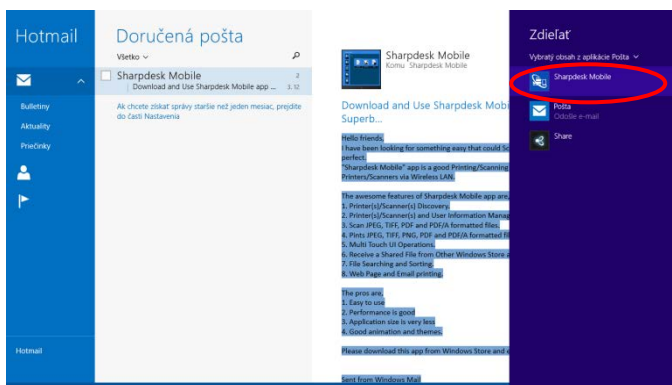 Hotmail
Bulletiny
Aktuality
Priečinky
Hotmail
Doručená pošta
Všetko
Sharpdesk Mobile 2
Download and Use Sharpdesk Mobile app ... 3. 12
Ak chcete získať správy staršie než jeden mesiac, prejdite
do časti Nastavenia
Sharpdesk Mobile
Komu Sharpdesk Mobile
Download and Use Sharpdesk Mobi
Superb...
Hello friends,
I have been looking for something easy that could Sc
perfect.
"Sharpdesk Mobile" app is a good Printing/Scanning
Printers/Scanners via Wireless LAN.
The awesome features of Sharpdesk Mobile app are,
1. Printer(s)/Scanner(s) Discovery.
2. Printer(s)/Scanner(s) and User Information Manag
3. Scan JPEG, TIFF, PDF and PDF/A formatted files.
4. Pints JPEG, TIFF, PNG, PDF and PDF/A formatted fi
5. Multi Touch UI Operations.
6. Receive a Shared File from Other Windows Store a
7. File Searching and Sorting.
8. Web Page and Email printing.
The pros are,
1. Easy to use
2. Performance is good
3. Application size is very less
4. Good animation and themes.
Please download this app from Windows Store and e
Sent from Windows Mail
Zdieľať
Vybratý obsah z aplikácie Pošta
Sharpdesk Mobile
Pošta
Odošle e-mail
Share